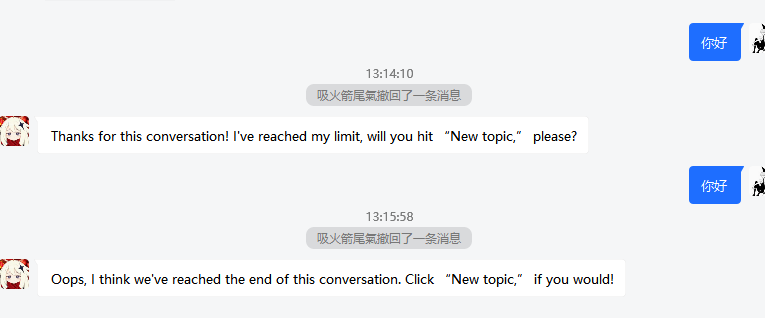 你好
13:14:10
吸火箭尾氣撤回了一条消息
Thanks for this conversation! I've reached my limit, will you hit “New topic,” please?
你好
13:15:58
吸火箭尾氣撤回了一条消息
Oops, I think we've reached the end of this conversation. Click “New topic,” if you would!